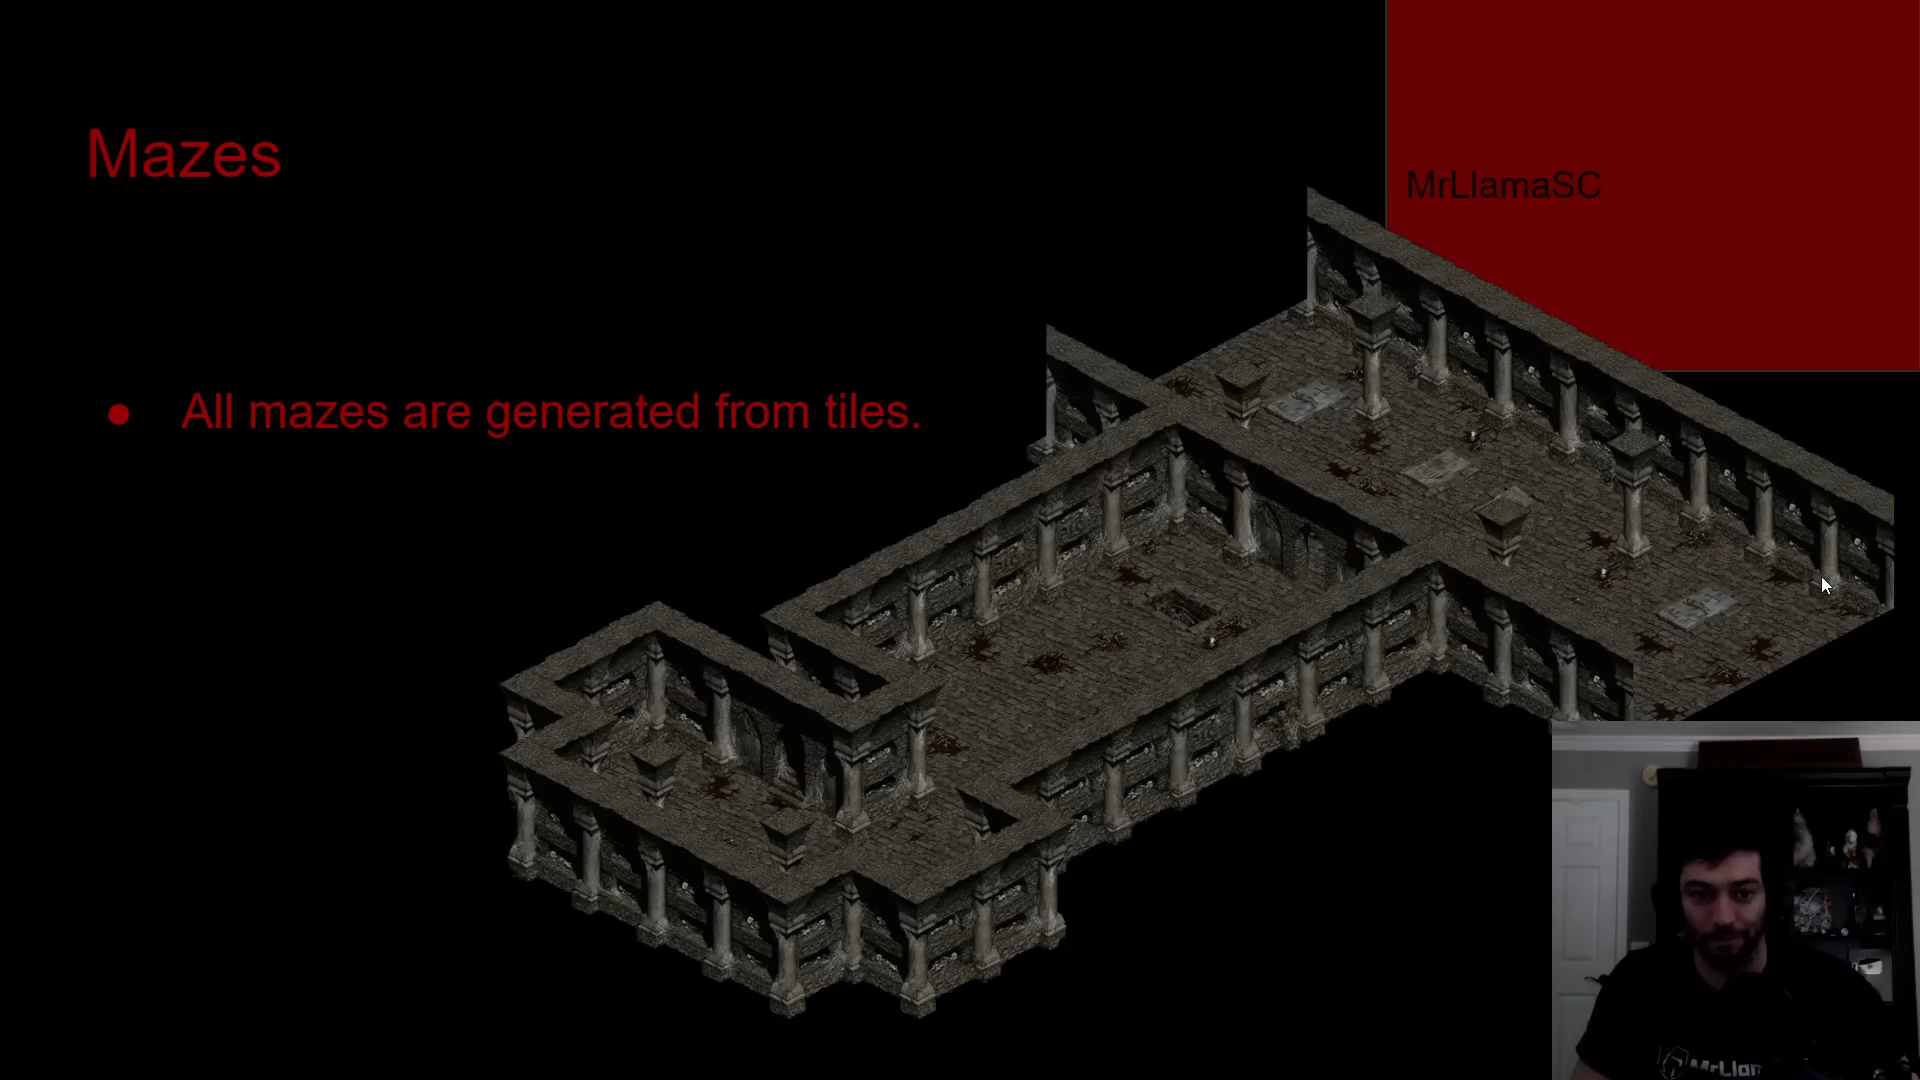 Mazes
MrLlamaSC
● All mazes are generated from tiles.